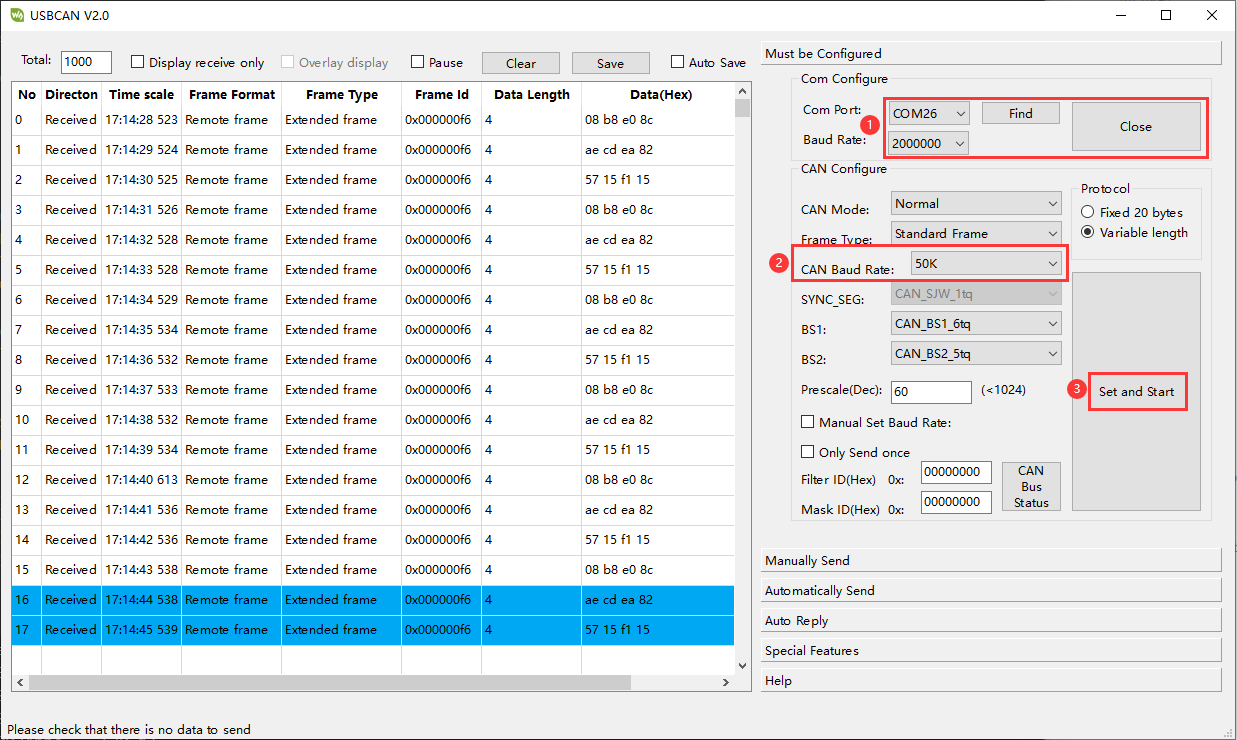 USBCAN V2.0
Total: 1000 Display receive only Overlay display Pause Clear Save Auto Save
No Directon Time scale Frame Format Frame Type Frame Id Data Length Data(Hex)
0 Received 17:14:28 523 Remote frame Extended frame 0x000000f6 4 08 b8 e0 8c
1 Received 17:14:29 524 Remote frame Extended frame 0x000000f6 4 ae cd ea 82
2 Received 17:14:30 525 Remote frame Extended frame 0x000000f6 4 57 15 f1 15
3 Received 17:14:31 526 Remote frame Extended frame 0x000000f6 4 08 b8 e0 8c
4 Received 17:14:32 528 Remote frame Extended frame 0x000000f6 4 ae cd ea 82
5 Received 17:14:33 528 Remote frame Extended frame 0x000000f6 4 57 15 f1 15
6 Received 17:14:34 529 Remote frame Extended frame 0x000000f6 4 08 b8 e0 8c
7 Received 17:14:35 534 Remote frame Extended frame 0x000000f6 4 ae cd ea 82
8 Received 17:14:36 532 Remote frame Extended frame 0x000000f6 4 57 15 f1 15
9 Received 17:14:37 533 Remote frame Extended frame 0x000000f6 4 08 b8 e0 8c
10 Received 17:14:38 532 Remote frame Extended frame 0x000000f6 4 ae cd ea 82
11 Received 17:14:39 534 Remote frame Extended frame 0x000000f6 4 57 15 f1 15
12 Received 17:14:40 613 Remote frame Extended frame 0x000000f6 4 08 b8 e0 8c
13 Received 17:14:41 536 Remote frame Extended frame 0x000000f6 4 ae cd ea 82
14 Received 17:14:42 536 Remote frame Extended frame 0x000000f6 4 57 15 f1 15
15 Received 17:14:43 538 Remote frame Extended frame 0x000000f6 4 08 b8 e0 8c
16 Received 17:14:44 538 Remote frame Extended frame 0x000000f6 4 ae cd ea 82
17 Received 17:14:45 539 Remote frame Extended frame 0x000000f6 4 57 15 f1 15
Must be Configured
Com Configure
Com Port: COM26 Find
1 Close
Baud Rate: 2000000
CAN Configure
CAN Mode: Normal
Frame Type: Standard Frame
2 CAN Baud Rate: 50K
SYNC_SEG: CAN_SJW_1tq
BS1: CAN_BS1_6tq
BS2: CAN_BS2_5tq
Prescale(Dec): 60 (<1024)
Manual Set Baud Rate:
Only Send once
Filter ID(Hex) 0x: 00000000
Mask ID(Hex) 0x: 00000000
CAN
Bus
Status
Protocol
Fixed 20 bytes
Variable length
3 Set and Start
Manually Send
Automatically Send
Auto Reply
Special Features
Help
Please check that there is no data to send